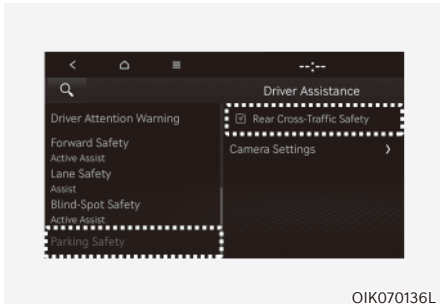 --:--
Driver Assistance
Driver Attention Warning
Rear Cross-Traffic Safety
Forward Safety
Active Assist
Camera Settings
Lane Safety
Assist
Blind-Spot Safety
Active Assist
Parking Safety
OIK070136L